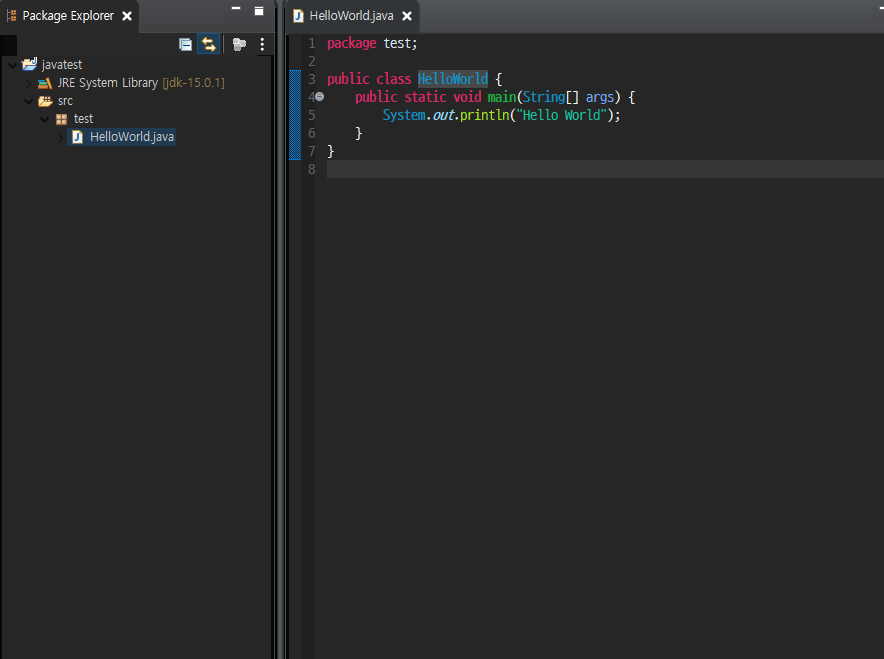 Package Explorer
HelloWorld.java
javatest
JRE System Library [jdk-15.0.1]
src
test
HelloWorld.java
1 package test;
2
3 public class HelloWorld {
4 public static void main(String[] args) {
5 System.out.println("Hello World");
6 }
7 }
8